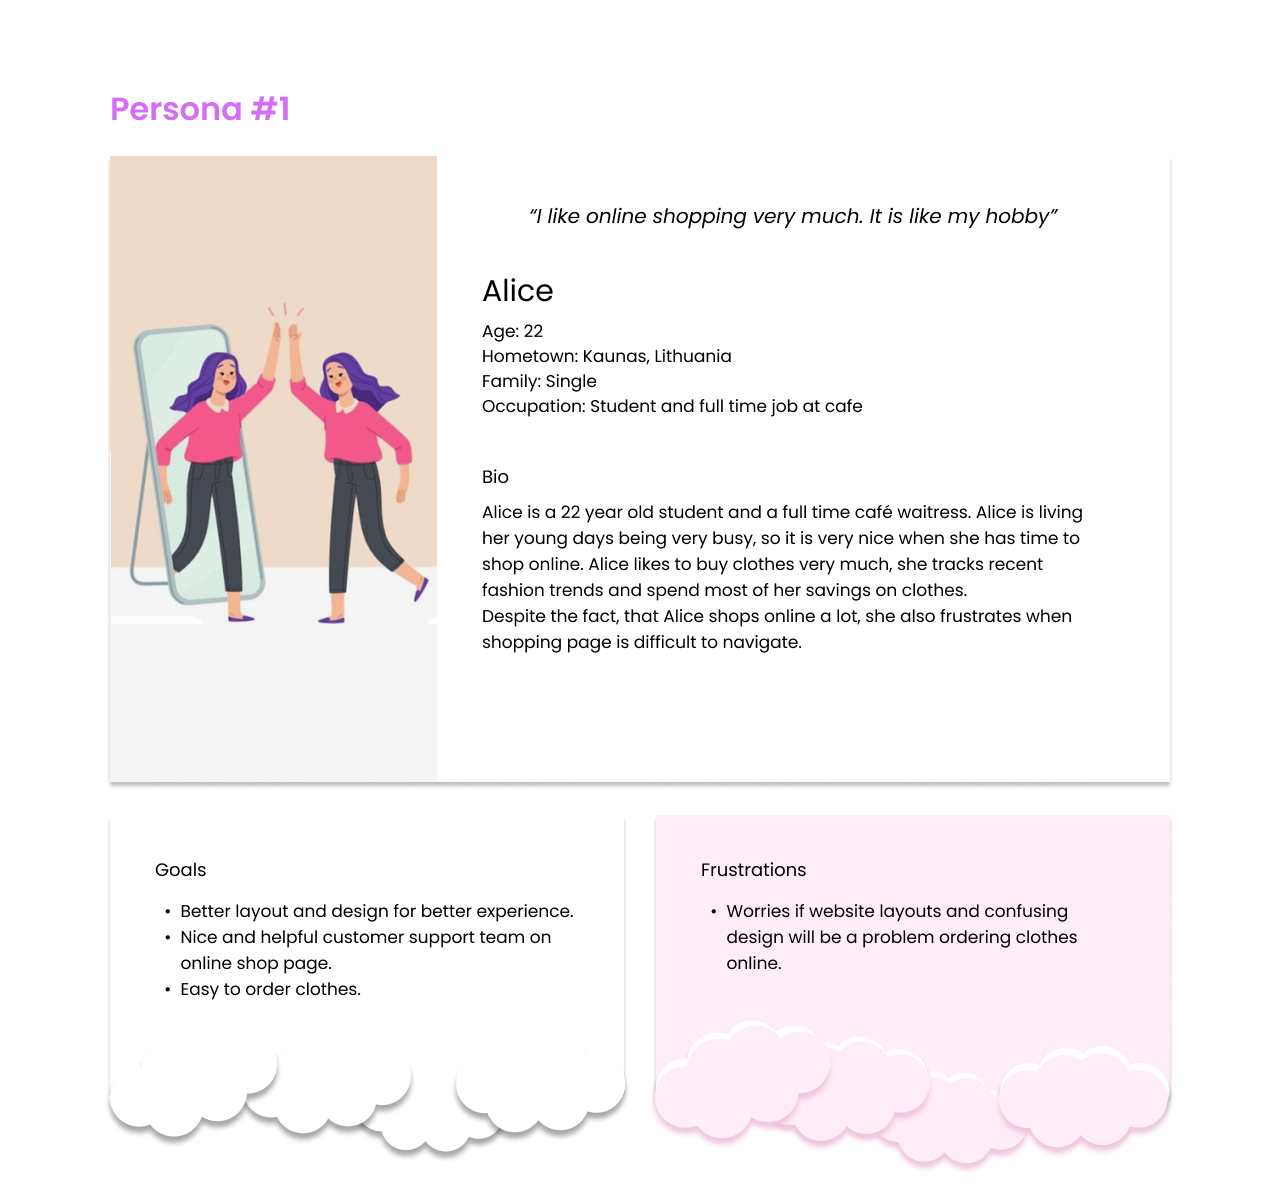 Persona #1
“I like online shopping very much. It is like my hobby”
Alice
Age: 22
Hometown: Kaunas, Lithuania
Family: Single
Occupation: Student and full time job at cafe
Bio
Alice is a 22 year old student and a full time café waitress. Alice is living
her young days being very busy, so it is very nice when she has time to
shop online. Alice likes to buy clothes very much, she tracks recent
fashion trends and spend most of her savings on clothes.
Despite the fact, that Alice shops online a lot, she also frustrates when
shopping page is difficult to navigate.
Goals
• Better layout and design for better experience.
• Nice and helpful customer support team on
online shop page.
• Easy to order clothes.
Frustrations
• Worries if website layouts and confusing
design will be a problem ordering clothes
online.